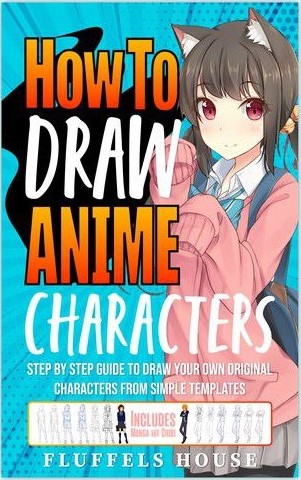 How To
DRAW
ANIME
CHARACTERS
STEP BY STEP GUIDE TO DRAW YOUR OWN ORIGINAL
CHARACTERS FROM SIMPLE TEMPLATES
INCLUDES
MANGA AND CHIBI
FLUFFELS HOUSE